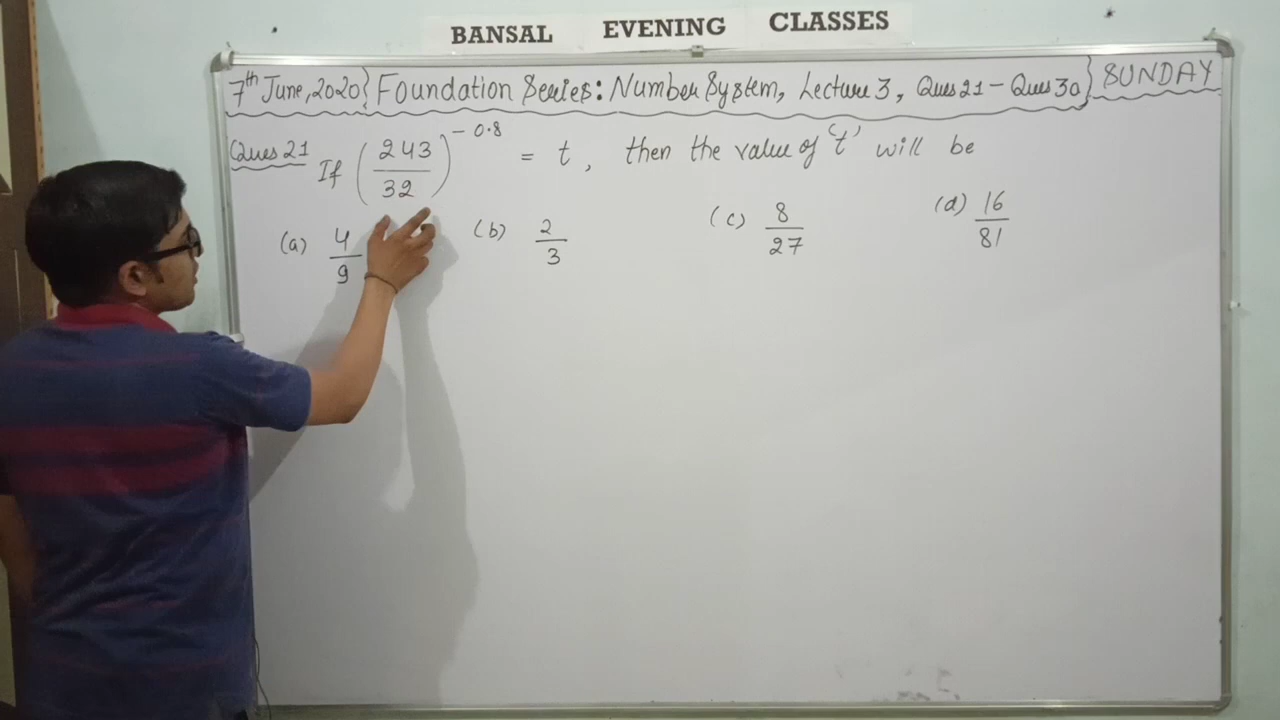 BANSAL EVENING CLASSES
7th June, 2020} Foundation Series: Number System, Lecture 3, Ques 21 - Ques 30} SUNDAY
Ques 21 If (243/32)^-0.8 = t, then the value of 't' will be
(a) 4/9 (b) 2/3 (c) 8/27 (d) 16/81